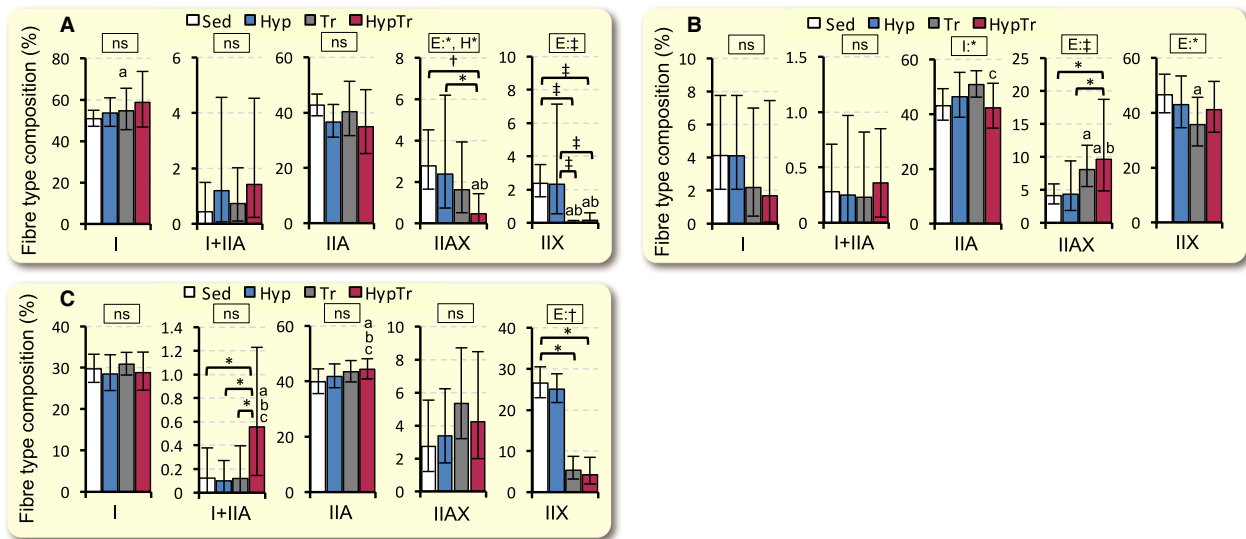 A
Sed Hyp Tr HypTr
Fibre type composition (%)
ns ns ns E:*, H* E:‡
100 80 60 40 20 0
a
I
6 4 2 0
I+IIA
100 80 60 40 20 0
IIA
8 6 4 2 0
†
*
ab
IIAX
8 6 4 2 0
‡
‡
‡
‡
ab ab
IIX
B
Sed Hyp Tr HypTr
Fibre type composition (%)
ns ns I:* E:‡ E:*
10 8 6 4 2 0
I
1.5 1.0 0.5 0
I+IIA
80 60 40 20 0
c
IIA
25 20 15 10 5 0
*
*
a
a b
IIAX
80 60 40 20 0
a
IIX
C
Sed Hyp Tr HypTr
Fibre type composition (%)
ns ns ns ns E:†
40 30 20 10 0
I
1.4 1.2 1.0 0.8 0.6 0.4 0.2 0
*
*
*
a
b
c
I+IIA
60 40 20 0
a
b
c
IIA
10 8 6 4 2 0
IIAX
40 30 20 10 0
*
*
IIX